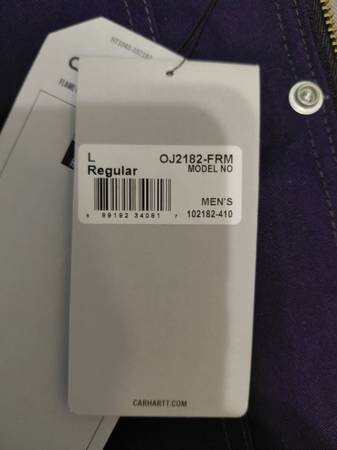 L
Regular
OJ2182-FRM
MODEL NO
MEN'S
8 89192 34081 7
102182-410
CARHARTT.COM